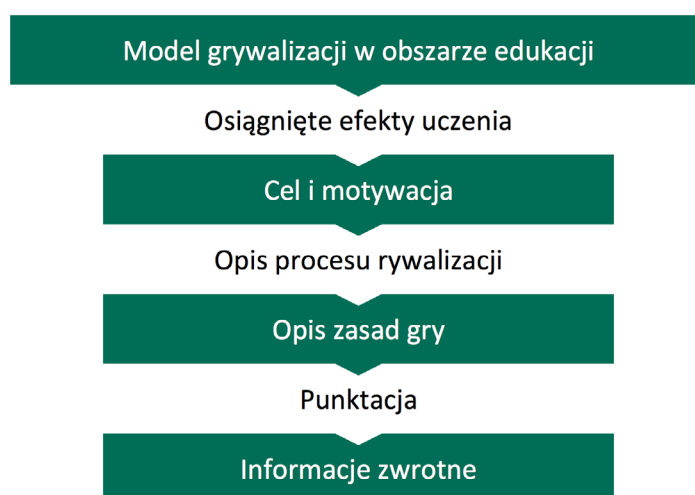 Model grywalizacji w obszarze edukacji
Osiągnięte efekty uczenia
Cel i motywacja
Opis procesu rywalizacji
Opis zasad gry
Punktacja
Informacje zwrotne